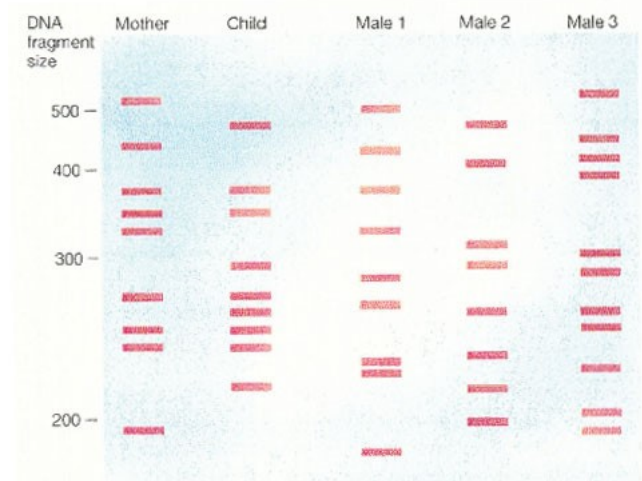 DNA fragment size
Mother
Child
Male 1
Male 2
Male 3
500
400
300
200